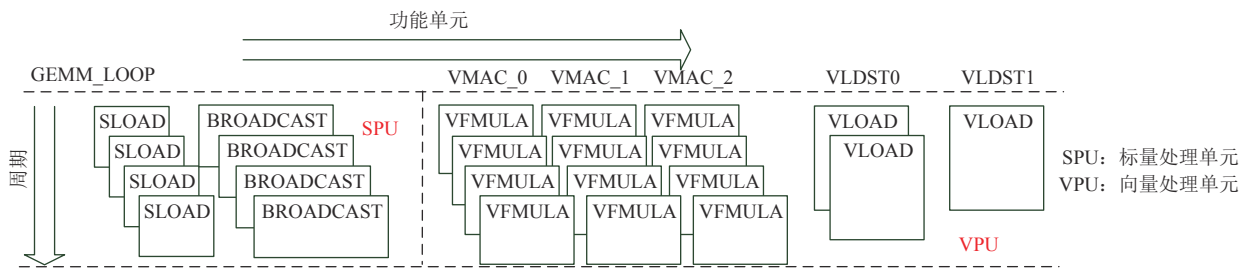 功能单元
GEMM_LOOP
VMAC_0 VMAC_1 VMAC_2 VLDST0 VLDST1
周期
SLOAD BROADCAST SPU VFMULA VFMULA VFMULA VLOAD VLOAD
SLOAD BROADCAST VFMULA VFMULA VFMULA VLOAD
SLOAD BROADCAST VFMULA VFMULA VFMULA
SLOAD BROADCAST VFMULA VFMULA VFMULA
VPU
SPU：标量处理单元
VPU：向量处理单元